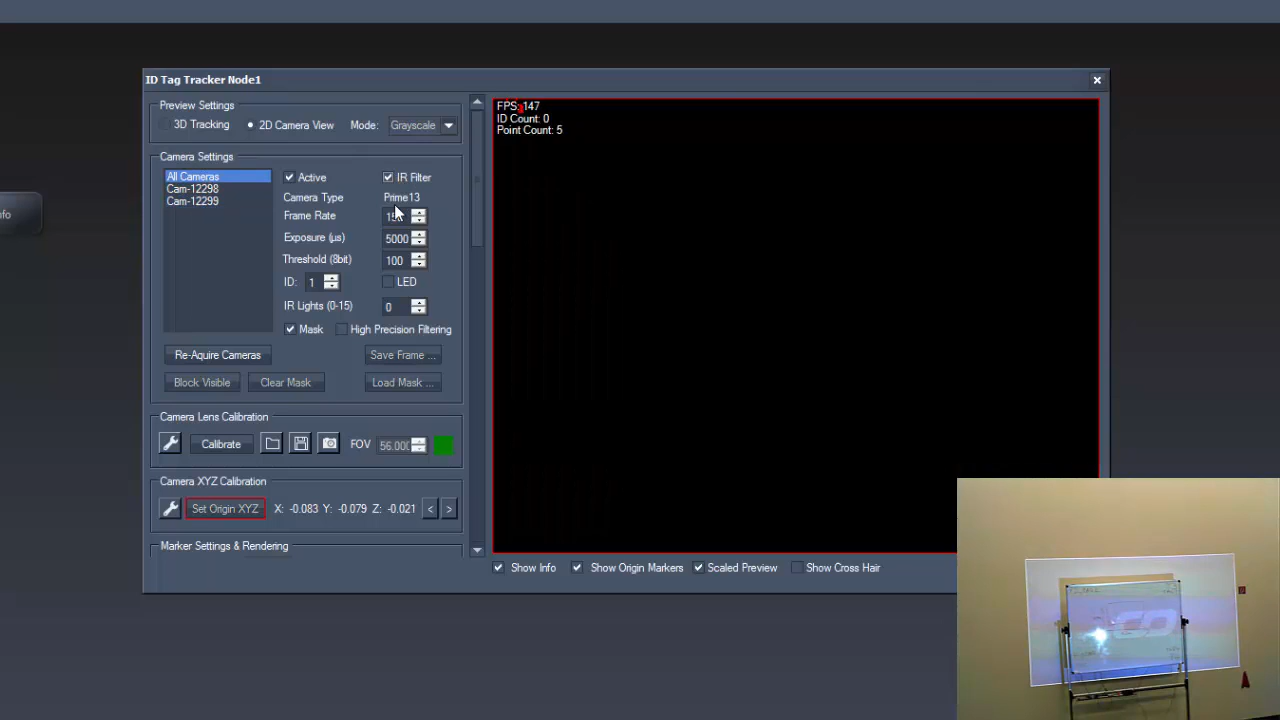 ID Tag Tracker Node1
Preview Settings
3D Tracking 2D Camera View Mode: Grayscale
FPS: 147
ID Count: 0
Point Count: 5
Camera Settings
All Cameras
Cam-12298
Cam-12299
Active IR Filter
Camera Type Prime13
Frame Rate
Exposure (µs) 5000
Threshold (8bit) 100
ID: 1 LED
IR Lights (0-15) 0
Mask High Precision Filtering
Re-Aquire Cameras Save Frame ...
Block Visible Clear Mask Load Mask ...
Camera Lens Calibration
Calibrate FOV 56.000
Camera XYZ Calibration
Set Origin XYZ X: -0.083 Y: -0.079 Z: -0.021 < >
Marker Settings & Rendering
Show Info Show Origin Markers Scaled Preview Show Cross Hair